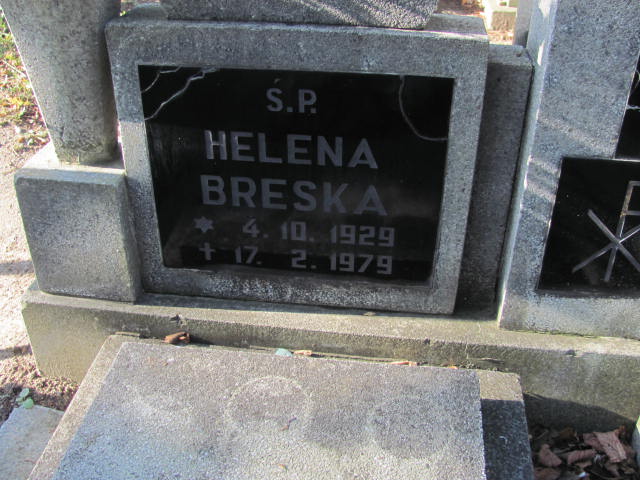 Ś.P.
HELENA
BRESKA
* 4. 10. 1929
+ 17. 2. 1979